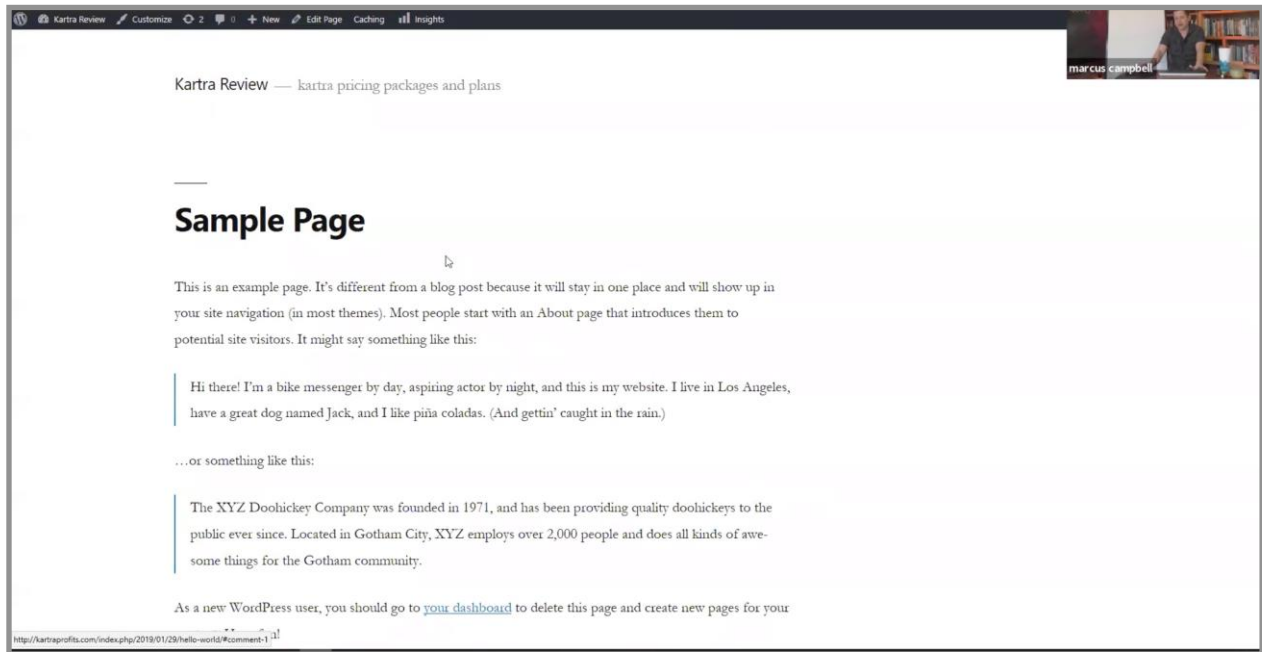 Kartra Review Customize 2 0 + New Edit Page Caching Insights
marcus campbell
Kartra Review — kartra pricing packages and plans
Sample Page
This is an example page. It's different from a blog post because it will stay in one place and will show up in
your site navigation (in most themes). Most people start with an About page that introduces them to
potential site visitors. It might say something like this:
Hi there! I'm a bike messenger by day, aspiring actor by night, and this is my website. I live in Los Angeles,
have a great dog named Jack, and I like piña coladas. (And gettin' caught in the rain.)
…or something like this:
The XYZ Doohickey Company was founded in 1971, and has been providing quality doohickeys to the
public ever since. Located in Gotham City, XYZ employs over 2,000 people and does all kinds of awe-
some things for the Gotham community.
As a new WordPress user, you should go to your dashboard to delete this page and create new pages for your
http://kartraprofits.com/index.php/2019/01/29/hello-world/#comment-1